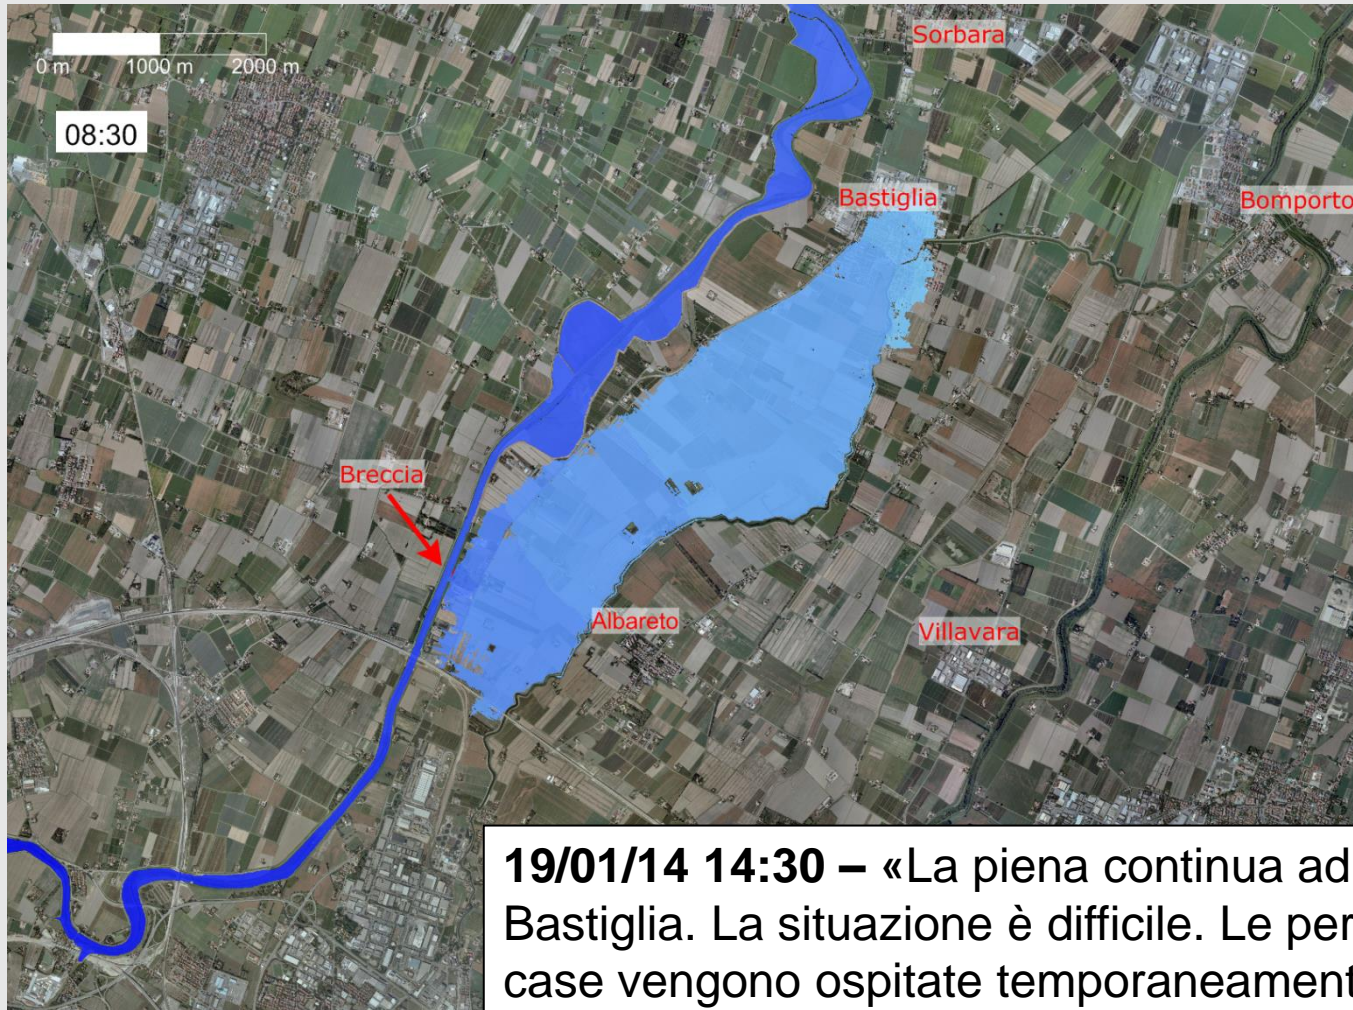 Sorbara
0 m 1000 m 2000 m
08:30
Bastiglia
Bomporto
Breccia
Albareto
Villavara
19/01/14 14:30 – «La piena continua ad
Bastiglia. La situazione è difficile. Le per
case vengono ospitate temporaneament